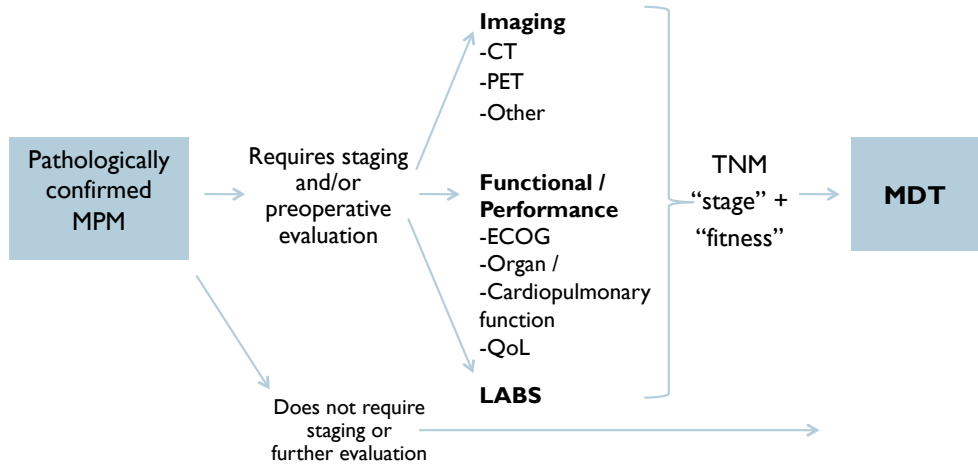 Pathologically
confirmed
MPM
Requires staging
and/or
preoperative
evaluation
Imaging
-CT
-PET
-Other
Functional /
Performance
-ECOG
-Organ /
-Cardiopulmonary
function
-QoL
LABS
TNM
“stage” +
“fitness”
MDT
Does not require
staging or
further evaluation